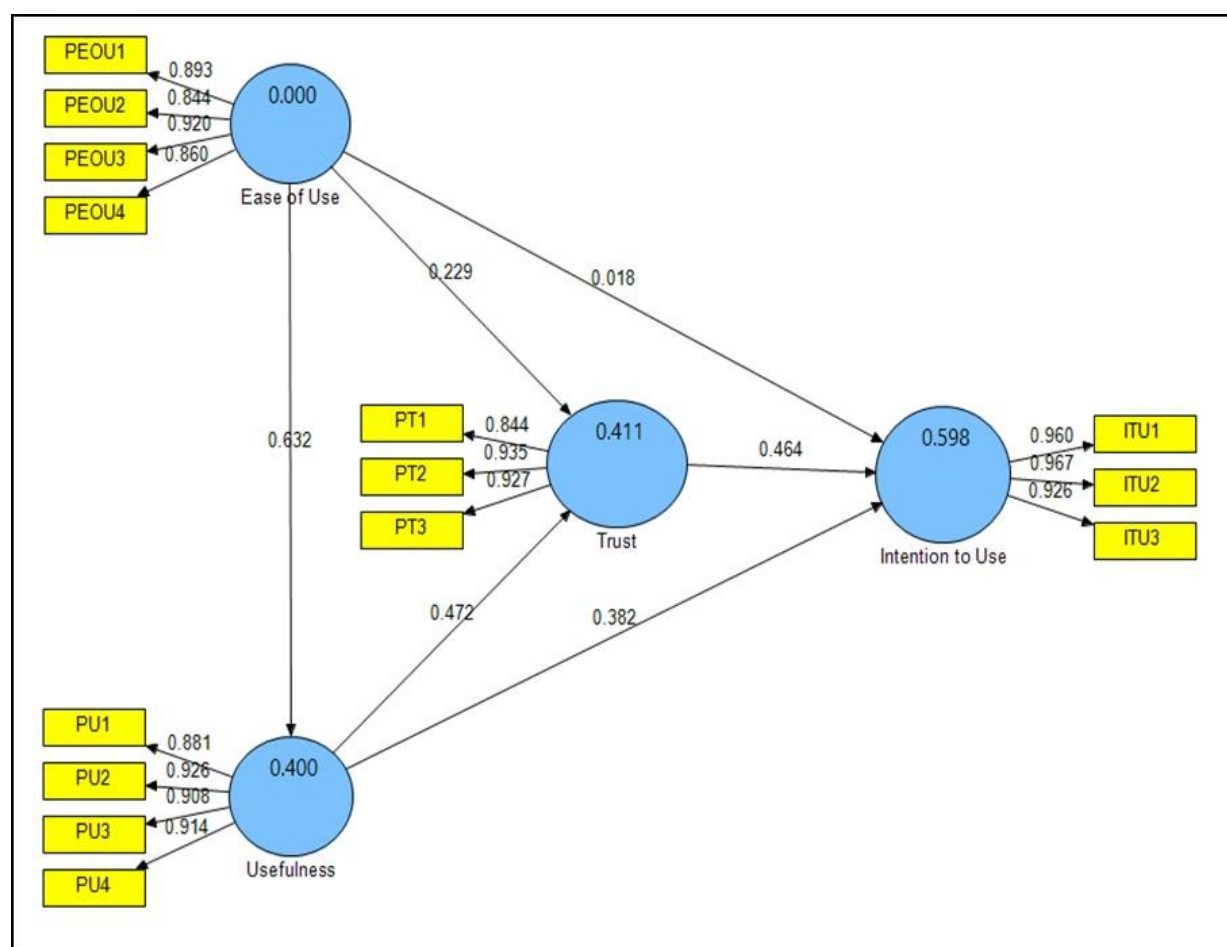 PEOU1
0.893
PEOU2
0.844
PEOU3
0.920
PEOU4
0.860
0.000
Ease of Use
0.229
0.018
0.632
PT1
0.844
PT2
0.935
PT3
0.927
0.411
Trust
0.464
0.598
Intention to Use
0.960
ITU1
0.967
ITU2
0.926
ITU3
0.472
0.382
PU1
0.881
PU2
0.926
PU3
0.908
PU4
0.914
0.400
Usefulness